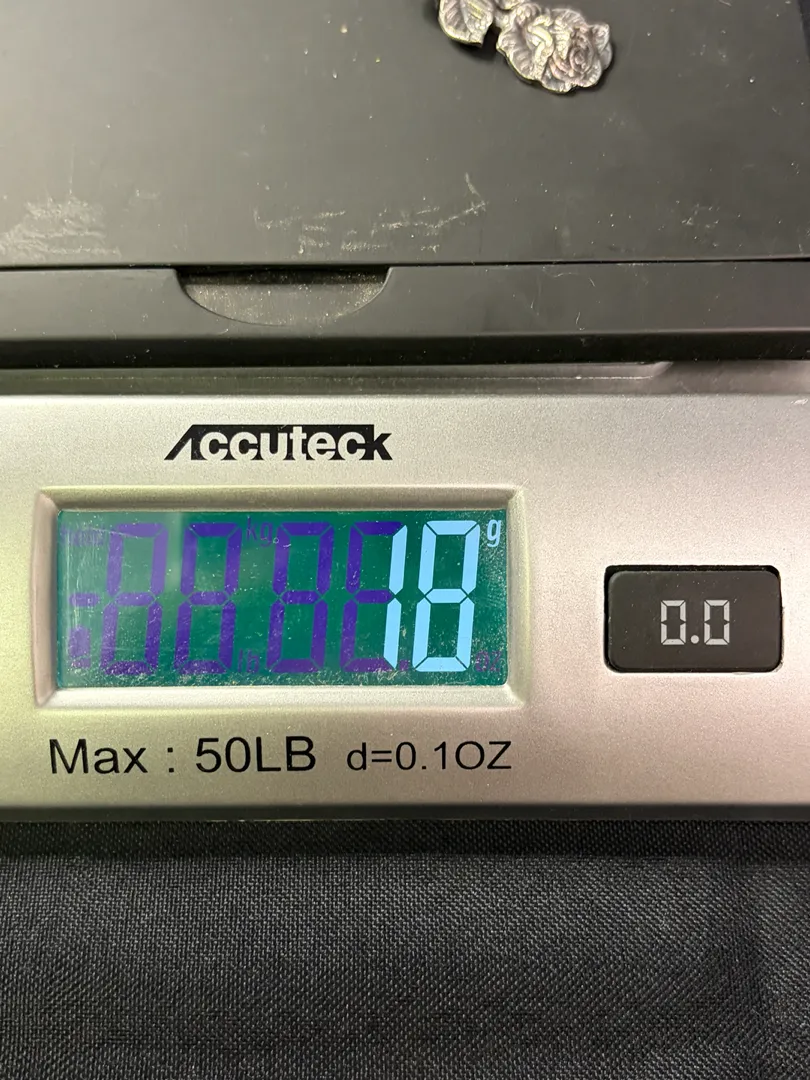 Accuteck
18 g
0.0
Max : 50LB d=0.1OZ